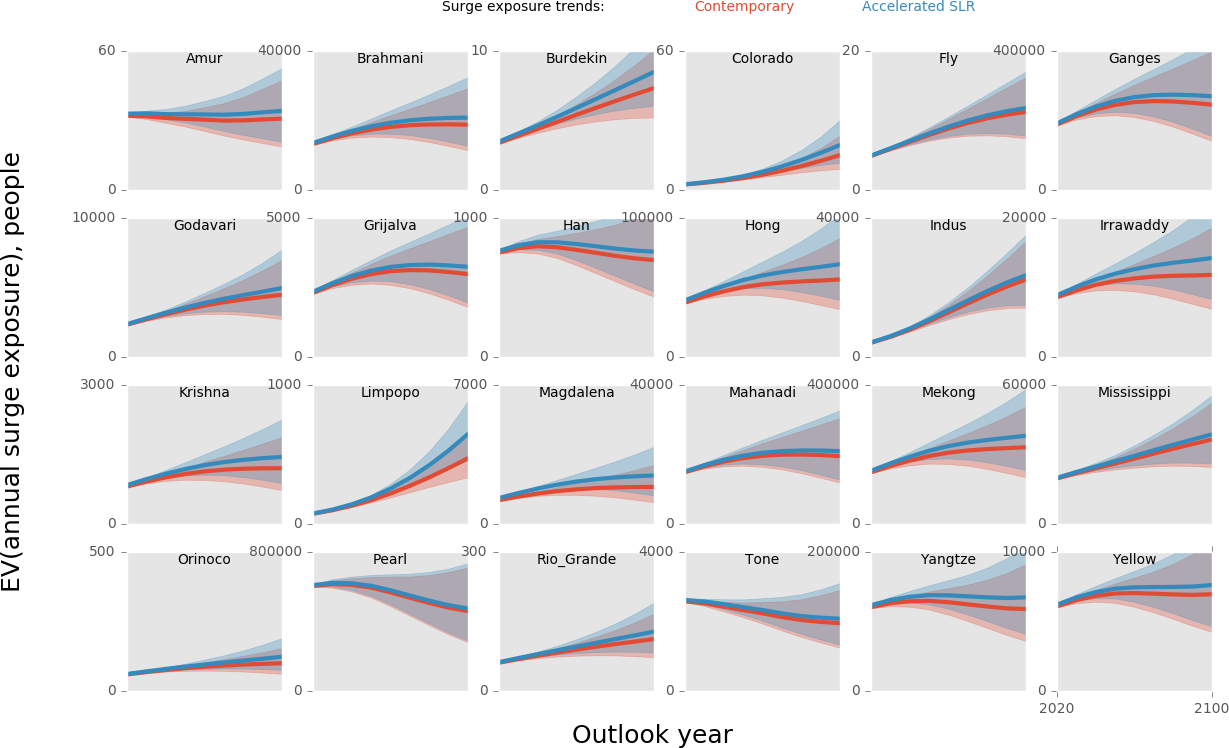 Surge exposure trends: Contemporary Accelerated SLR
60 Amur 0
40000 Brahmani 0
10 Burdekin 0
60 Colorado 0
20 Fly 0
400000 Ganges 0
10000 Godavari 0
5000 Grijalva 0
1000 Han 0
100000 Hong 0
40000 Indus 0
20000 Irrawaddy 0
3000 Krishna 0
1000 Limpopo 0
7000 Magdalena 0
40000 Mahanadi 0
400000 Mekong 0
60000 Mississippi 0
500 Orinoco 0
800000 Pearl 0
300 Rio_Grande 0
4000 Tone 0
200000 Yangtze 0
10000 Yellow 0
2020 2100
EV(annual surge exposure), people
Outlook year